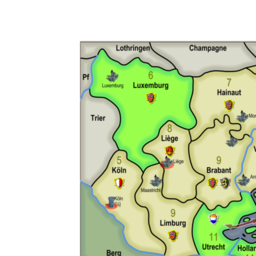 Lothringen Champagne
Pf
6
Luxemburg
Luxemburg
7
Hainaut
Trier
8
Liège
Liège
5
Köln
9
Brabant
Maastricht
Köln
9
Limburg
11
Utrecht
Berg